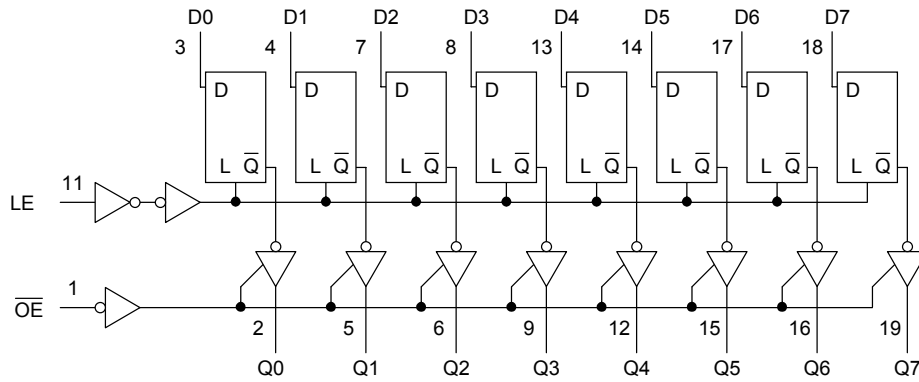 D0 D1 D2 D3 D4 D5 D6 D7
3 4 7 8 13 14 17 18
D D D D D D D D
L Q̅ L Q̅ L Q̅ L Q̅ L Q̅ L Q̅ L Q̅ L Q̅
11
LE
1
O̅E̅
2 5 6 9 12 15 16 19
Q0 Q1 Q2 Q3 Q4 Q5 Q6 Q7